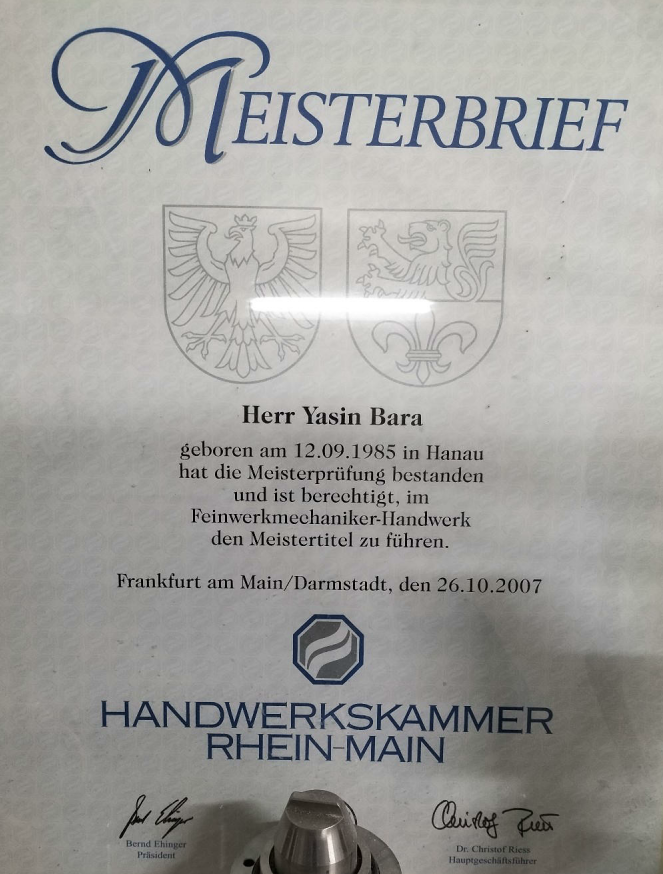 MEISTERBRIEF
Herr Yasin Bara
geboren am 12.09.1985 in Hanau
hat die Meisterprüfung bestanden
und ist berechtigt, im
Feinwerkmechaniker-Handwerk
den Meistertitel zu führen.
Frankfurt am Main/Darmstadt, den 26.10.2007
HANDWERKSKAMMER
RHEIN-MAIN
Bernd Ehinger
Präsident
Dr. Christof Riess
Hauptgeschäftsführer